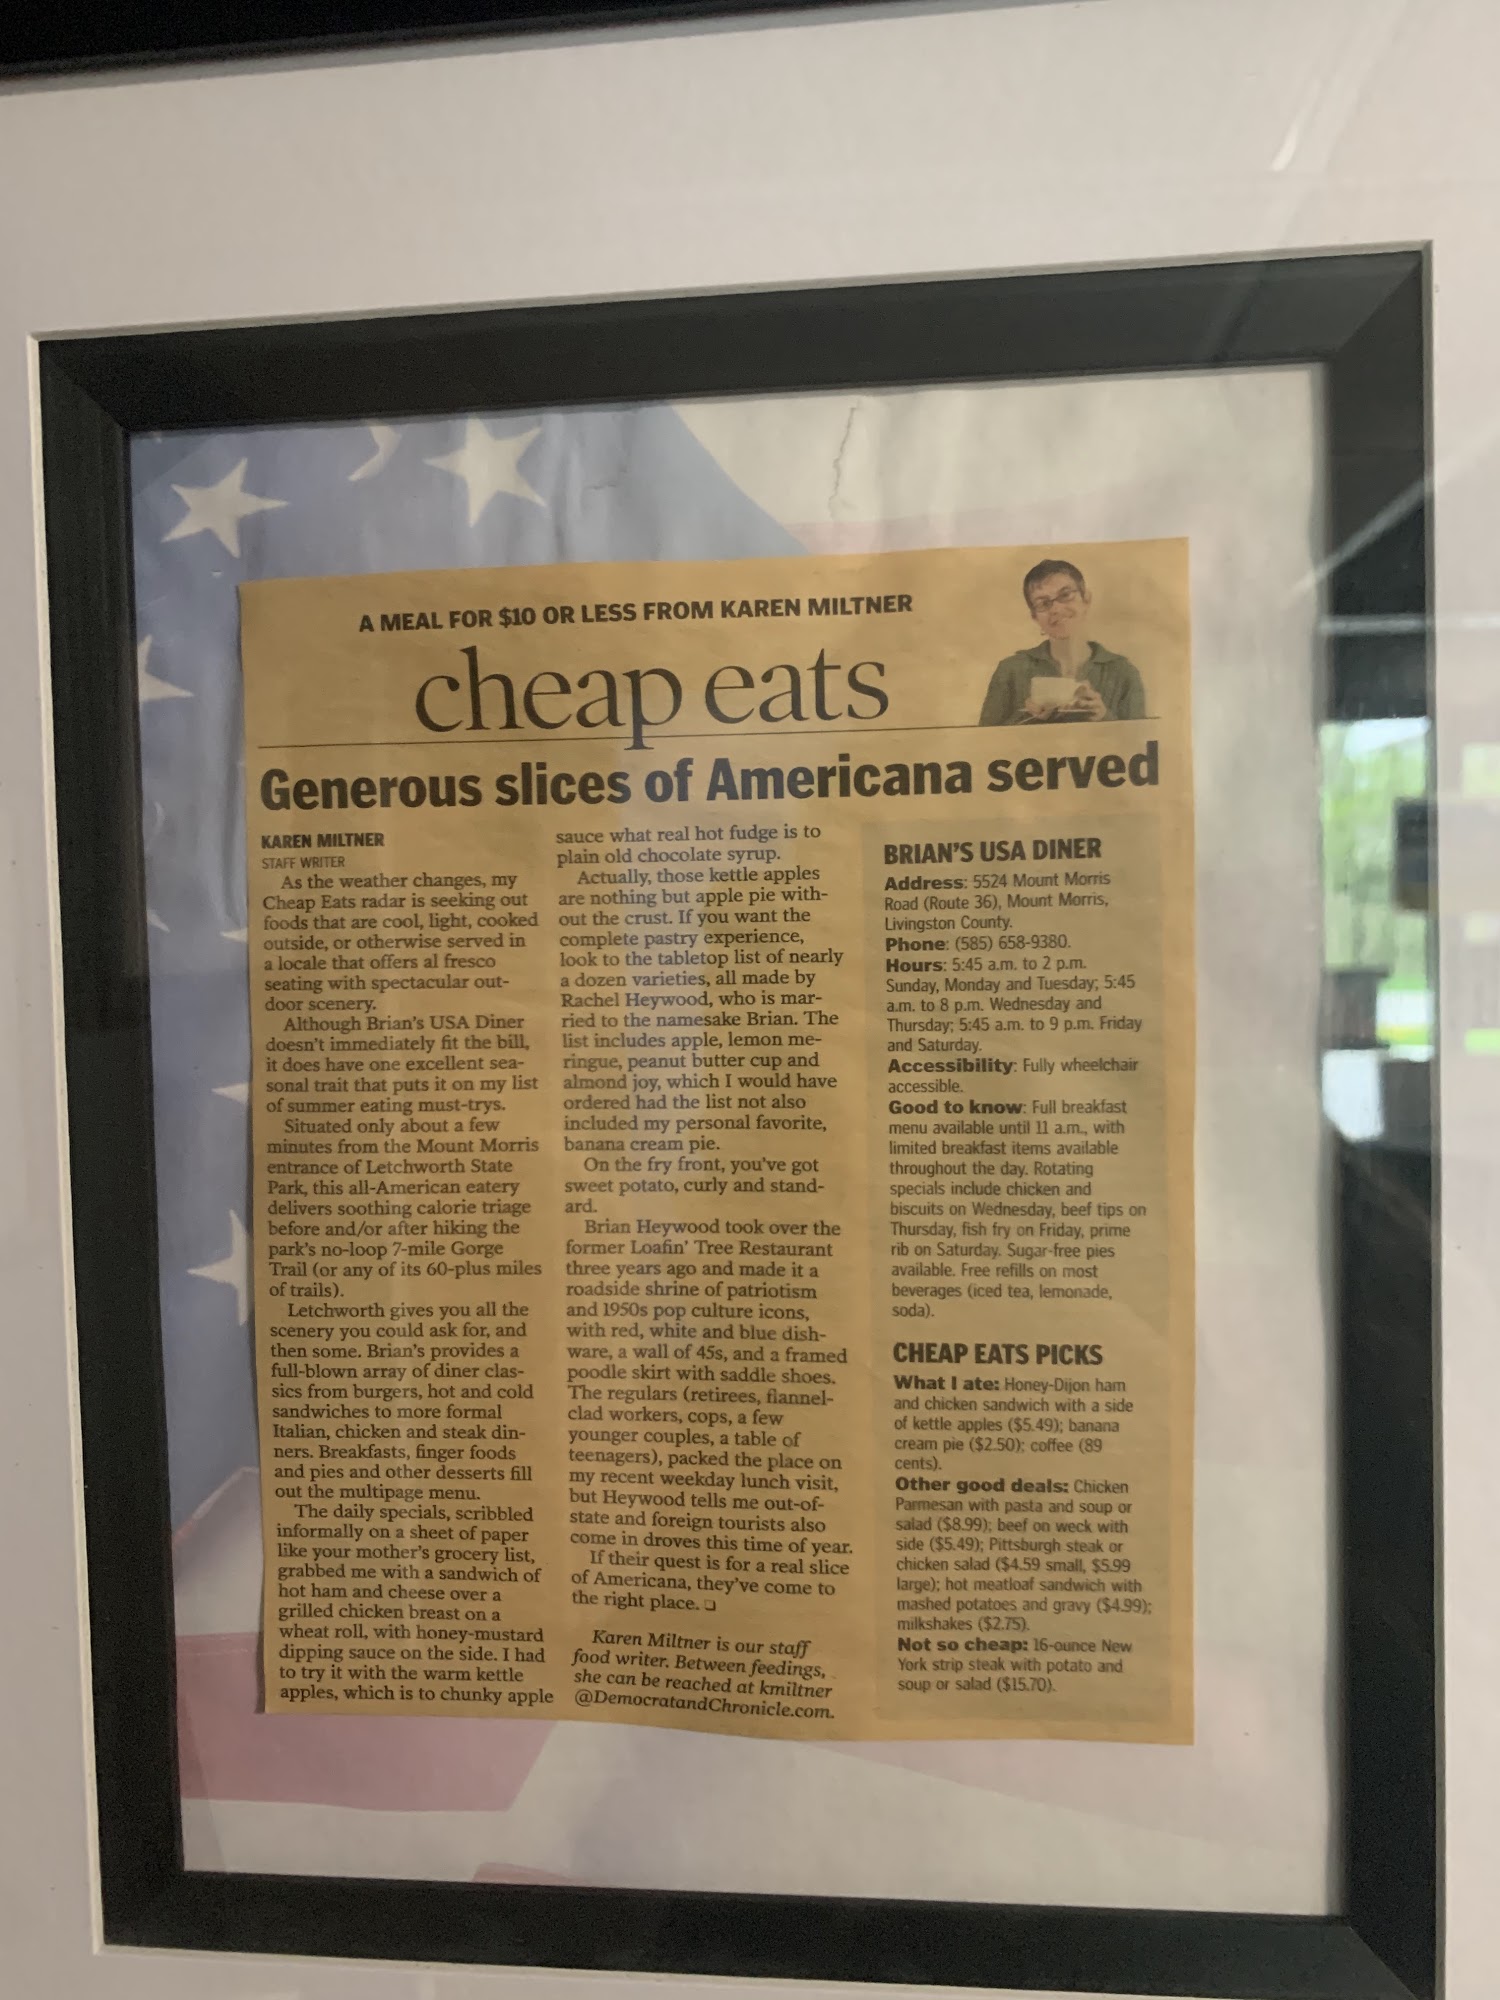 A MEAL FOR $10 OR LESS FROM KAREN MILTNER
cheap eats
Generous slices of Americana served
KAREN MILTNER
STAFF WRITER
As the weather changes, my
Cheap Eats radar is seeking out
foods that are cool, light, cooked
outside, or otherwise served in
a locale that offers al fresco
seating with spectacular out-
door scenery.
Although Brian's USA Diner
doesn't immediately fit the bill,
it does have one excellent sea-
sonal trait that puts it on my list
of summer eating must-trys.
Situated only about a few
minutes from the Mount Morris
entrance of Letchworth State
Park, this all-American eatery
delivers soothing calorie triage
before and/or after hiking the
park's no-loop 7-mile Gorge
Trail (or any of its 60-plus miles
of trails).
Letchworth gives you all the
scenery you could ask for, and
then some. Brian's provides a
full-blown array of diner clas-
sics from burgers, hot and cold
sandwiches to more formal
Italian, chicken and steak din-
ners. Breakfasts, finger foods
and pies and other desserts fill
out the multipage menu.
The daily specials, scribbled
informally on a sheet of paper
like your mother's grocery list,
grabbed me with a sandwich of
hot ham and cheese over a
grilled chicken breast on a
wheat roll, with honey-mustard
dipping sauce on the side. I had
to try it with the warm kettle
apples, which is to chunky apple
sauce what real hot fudge is to
plain old chocolate syrup.
Actually, those kettle apples
are nothing but apple pie with-
out the crust. If you want the
complete pastry experience,
look to the tabletop list of nearly
a dozen varieties, all made by
Rachel Heywood, who is mar-
ried to the namesake Brian. The
list includes apple, lemon me-
ringue, peanut butter cup and
almond joy, which I would have
ordered had the list not also
included my personal favorite,
banana cream pie.
On the fry front, you've got
sweet potato, curly and stand-
ard.
Brian Heywood took over the
former Loafin' Tree Restaurant
three years ago and made it a
roadside shrine of patriotism
and 1950s pop culture icons,
with red, white and blue dish-
ware, a wall of 45s, and a framed
poodle skirt with saddle shoes.
The regulars (retirees, flannel-
clad workers, cops, a few
younger couples, a table of
teenagers), packed the place on
my recent weekday lunch visit,
but Heywood tells me out-of-
state and foreign tourists also
come in droves this time of year.
If their quest is for a real slice
of Americana, they've come to
the right place. ❏
Karen Miltner is our staff
food writer. Between feedings,
she can be reached at kmiltner
@DemocratandChronicle.com.
BRIAN'S USA DINER
Address: 5524 Mount Morris
Road (Route 36), Mount Morris,
Livingston County.
Phone: (585) 658-9380.
Hours: 5:45 a.m. to 2 p.m.
Sunday, Monday and Tuesday; 5:45
a.m. to 8 p.m. Wednesday and
Thursday; 5:45 a.m. to 9 p.m. Friday
and Saturday.
Accessibility: Fully wheelchair
accessible.
Good to know: Full breakfast
menu available until 11 a.m., with
limited breakfast items available
throughout the day. Rotating
specials include chicken and
biscuits on Wednesday, beef tips on
Thursday, fish fry on Friday, prime
rib on Saturday. Sugar-free pies
available. Free refills on most
beverages (iced tea, lemonade,
soda).
CHEAP EATS PICKS
What I ate: Honey-Dijon ham
and chicken sandwich with a side
of kettle apples ($5.49); banana
cream pie ($2.50); coffee (89
cents).
Other good deals: Chicken
Parmesan with pasta and soup or
salad ($8.99); beef on weck with
side ($5.49); Pittsburgh steak or
chicken salad ($4.59 small, $5.99
large); hot meatloaf sandwich with
mashed potatoes and gravy ($4.99);
milkshakes ($2.75).
Not so cheap: 16-ounce New
York strip steak with potato and
soup or salad ($15.70).